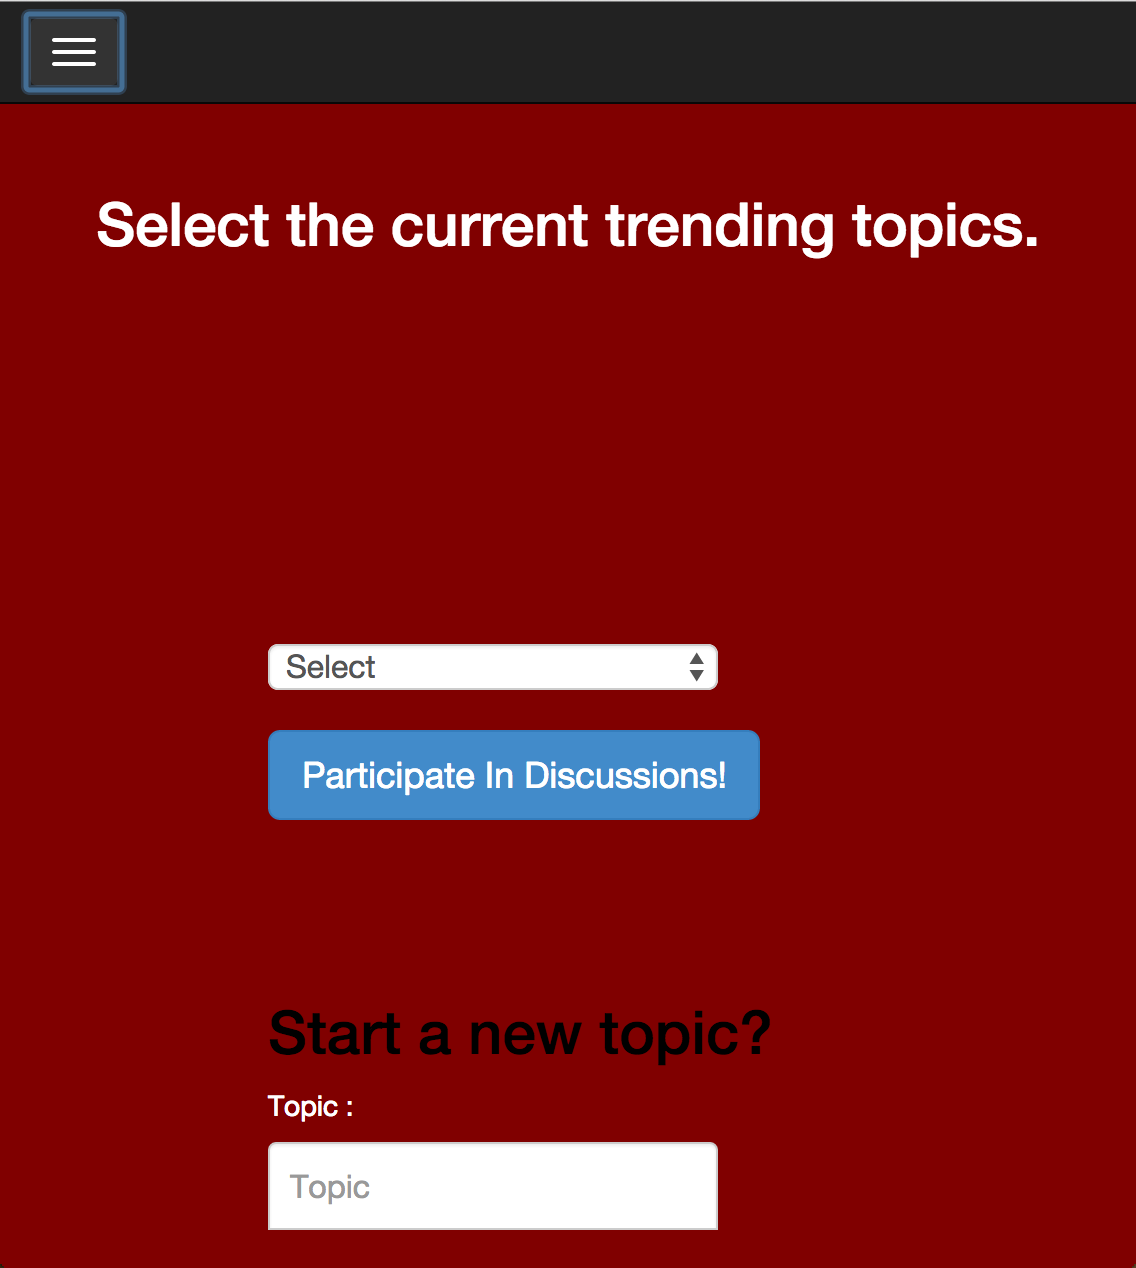 Select the current trending topics.
Select
Participate In Discussions!
Start a new topic?
Topic :
Topic